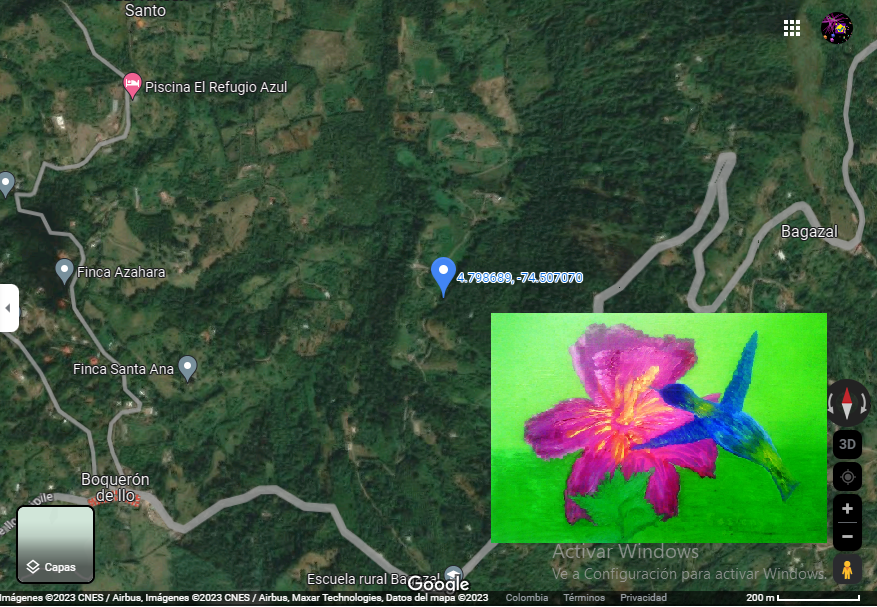 Santo
Piscina El Refugio Azul
Bagazal
Finca Azahara
4.798689, -74.507070
Finca Santa Ana
3D
Boquerón
de Ilo
Capas
Activar Windows
Ve a Configuración para activar Windows.
Escuela rural Bagazal
Google
Imágenes ©2023 CNES / Airbus, Imágenes ©2023 CNES / Airbus, Maxar Technologies, Datos del mapa ©2023
Colombia
Términos
Privacidad
200 m